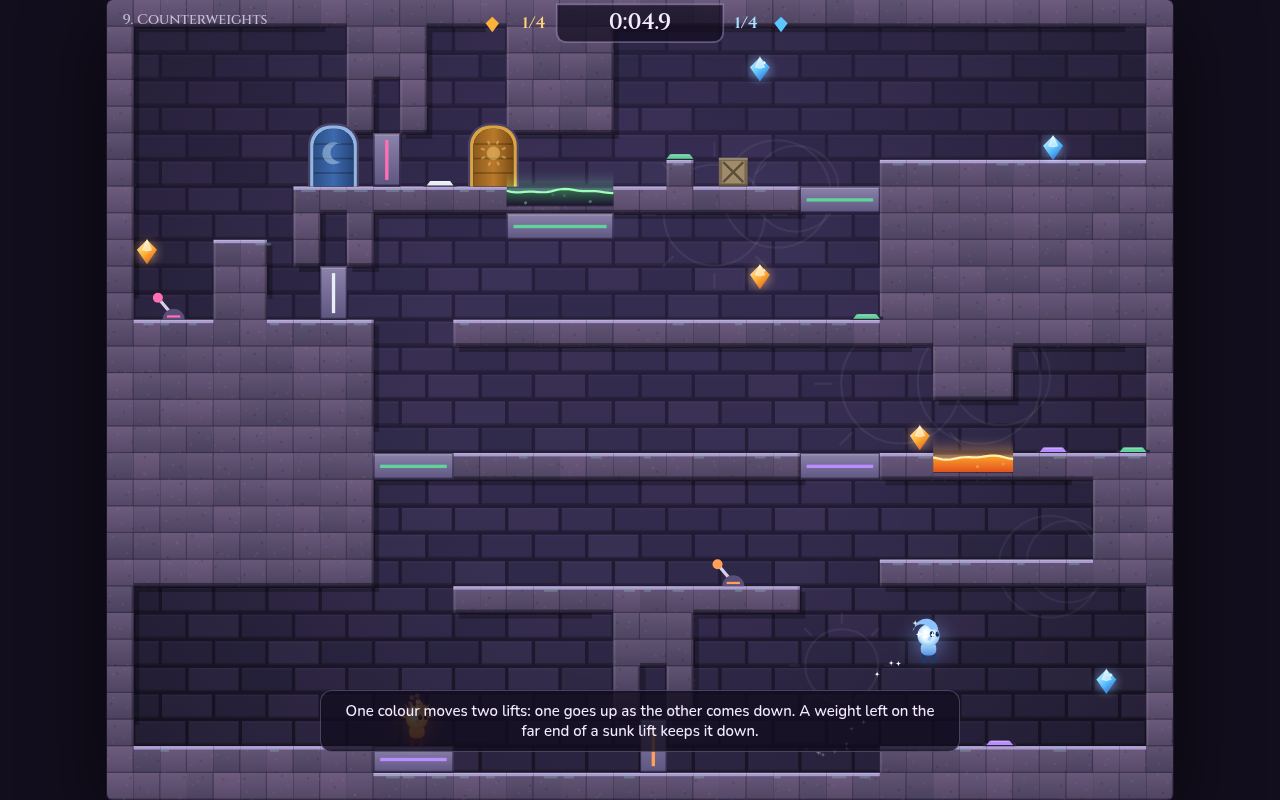 9. Counterweights
1/4
0:04.9
1/4
One colour moves two lifts: one goes up as the other comes down. A weight left on the
far end of a sunk lift keeps it down.